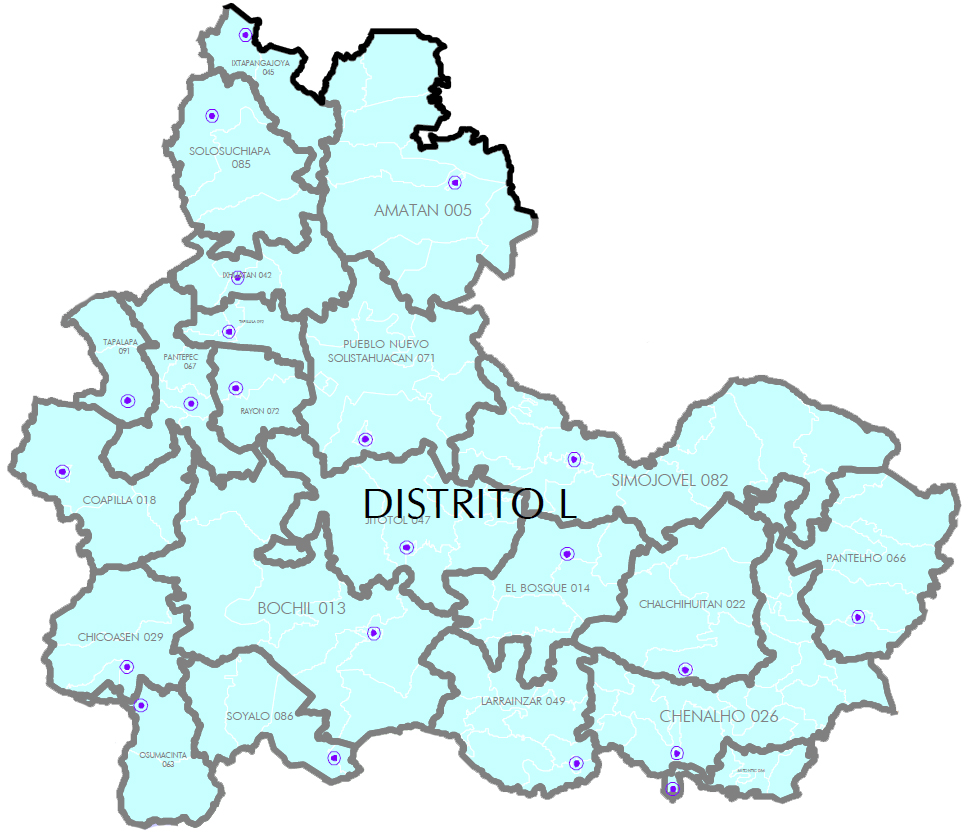 IXTAPANGAJOYA
045
SOLOSUCHIAPA
085
AMATAN 005
042
TAPALAPA
091
PANTEPEC
067
PUEBLO NUEVO
SOLISTAHUACAN 071
RAYON 072
COAPILLA 018
SIMOJOVEL 082
DISTRITO L
JITOTOL 047
PANTELHO 066
EL BOSQUE 014
CHALCHIHUITAN 022
BOCHIL 013
CHICOASEN 029
LARRAINZAR 049
SOYALO 086
CHENALHO 026
OSUMACINTA
063